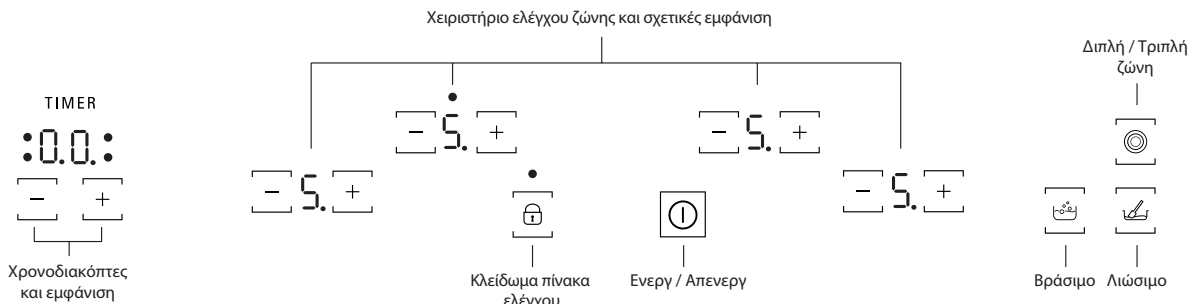 Χειριστήριο ελέγχου ζώνης και σχετικές εμφάνιση
Διπλή / Τριπλή
ζώνη
TIMER
0.0.
− +
− 5. +
− 5. +
− 5. +
− 5. +
Χρονοδιακόπτες
και εμφάνιση
Κλείδωμα πίνακα
ελέγχου
Ενεργ / Απενεργ
Βράσιμο
Λιώσιμο